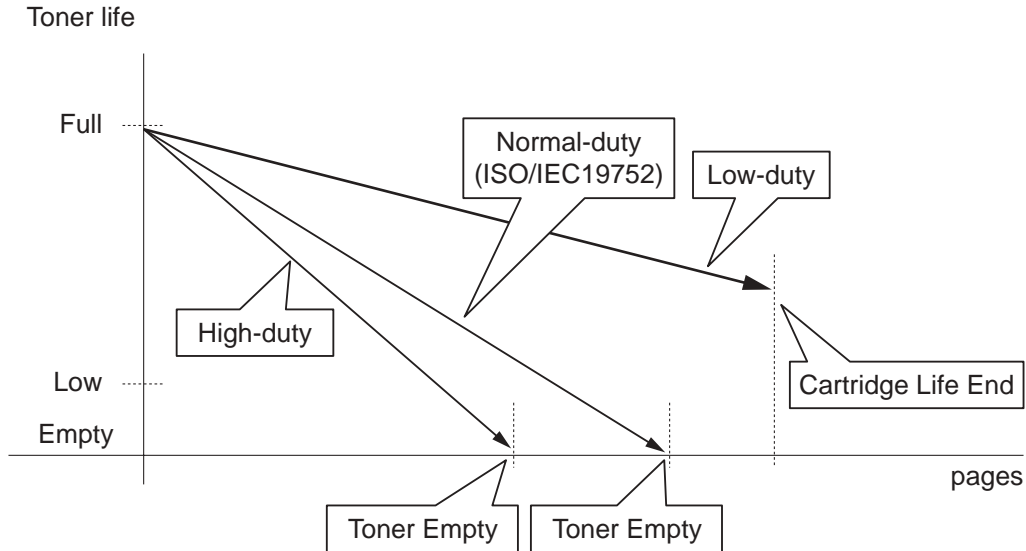 Toner life
Full
Normal-duty
(ISO/IEC19752)
Low-duty
High-duty
Low
Cartridge Life End
Empty
pages
Toner Empty
Toner Empty